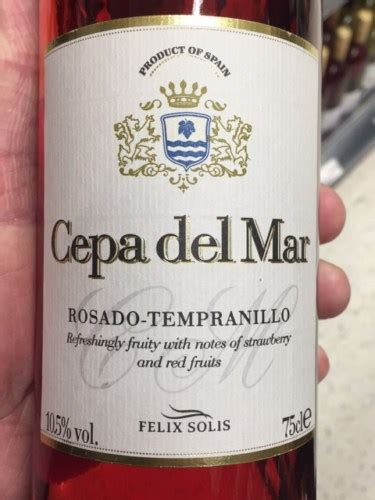 PRODUCT OF SPAIN
Cepa del Mar
CM
ROSADO-TEMPRANILLO
Refreshingly fruity with notes of strawberry
and red fruits
10.5% vol.
FELIX SOLIS
75cl℮